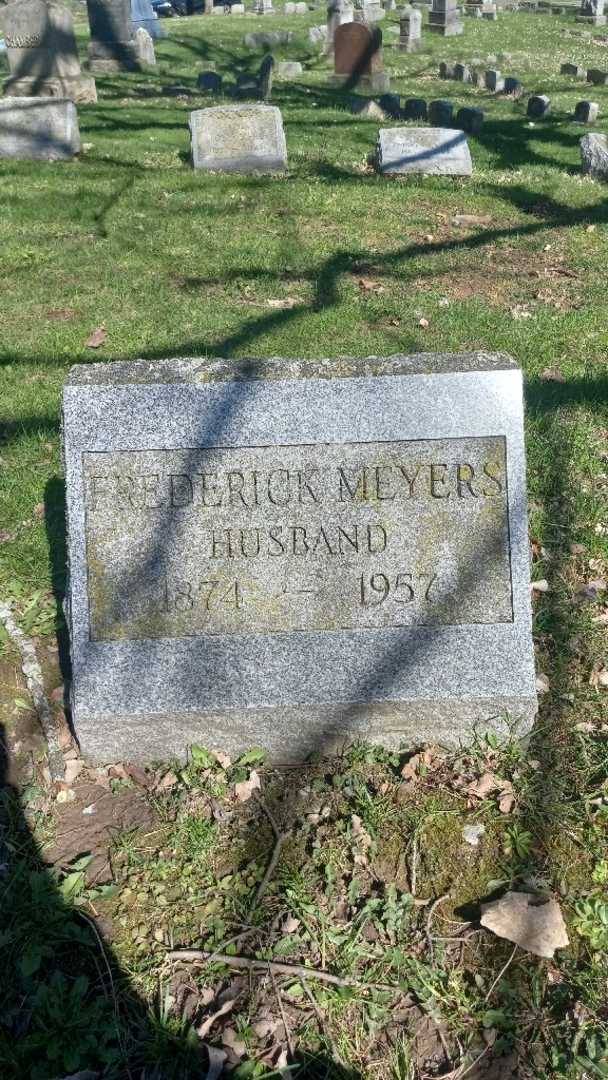 FREDERICK MEYERS
HUSBAND
1874 - 1957